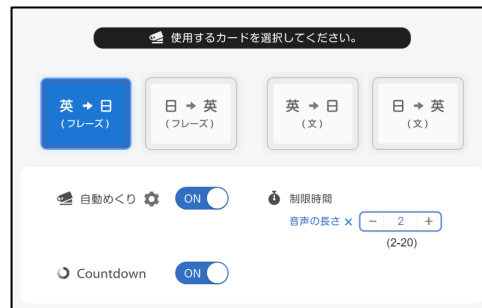 使用するカードを選択してください。
英 → 日
(フレーズ)
日 → 英
(フレーズ)
英 → 日
(文)
日 → 英
(文)
自動めくり ON
制限時間
音声の長さ × − 2 +
(2-20)
Countdown ON